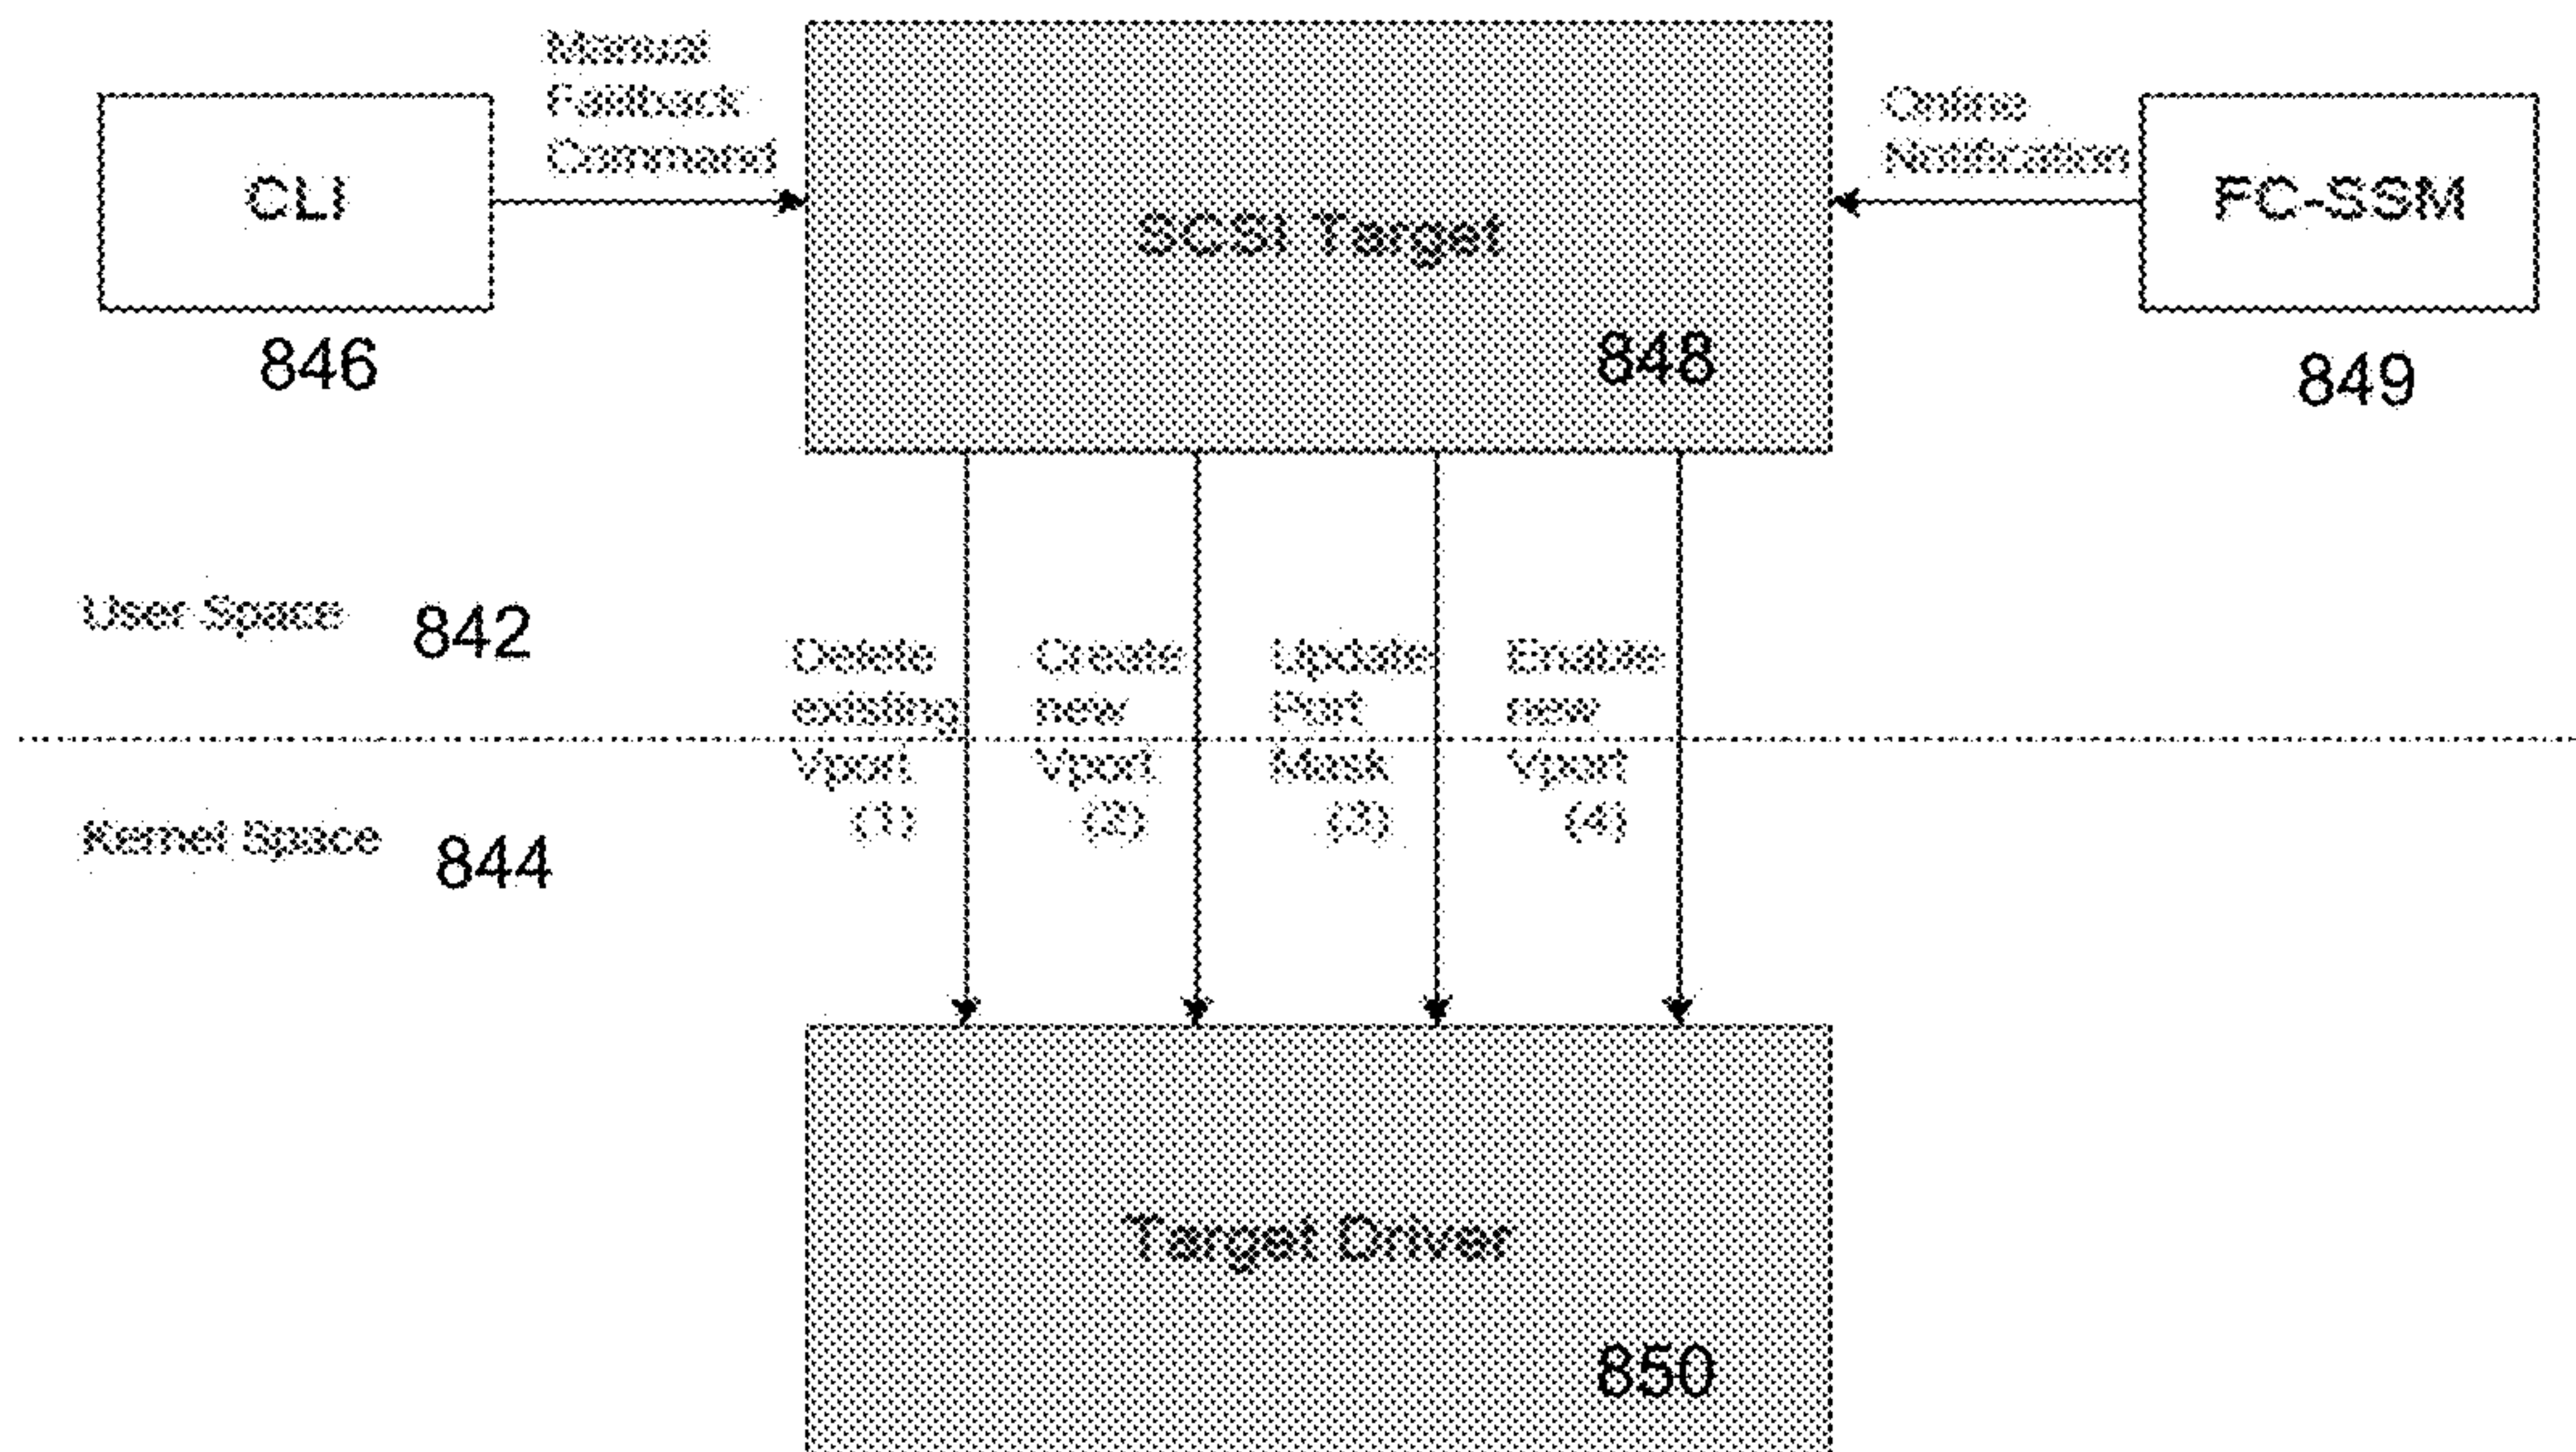 Manual
Failback
Command
CLI
846
SCSI Target
848
Online
Notification
FC-SSM
849
User Space 842
Delete
existing
Vport
(1)
Create
new
Vport
(2)
Update
Port
Mask
(3)
Enable
new
Vport
(4)
Kernel Space 844
Target Driver
850